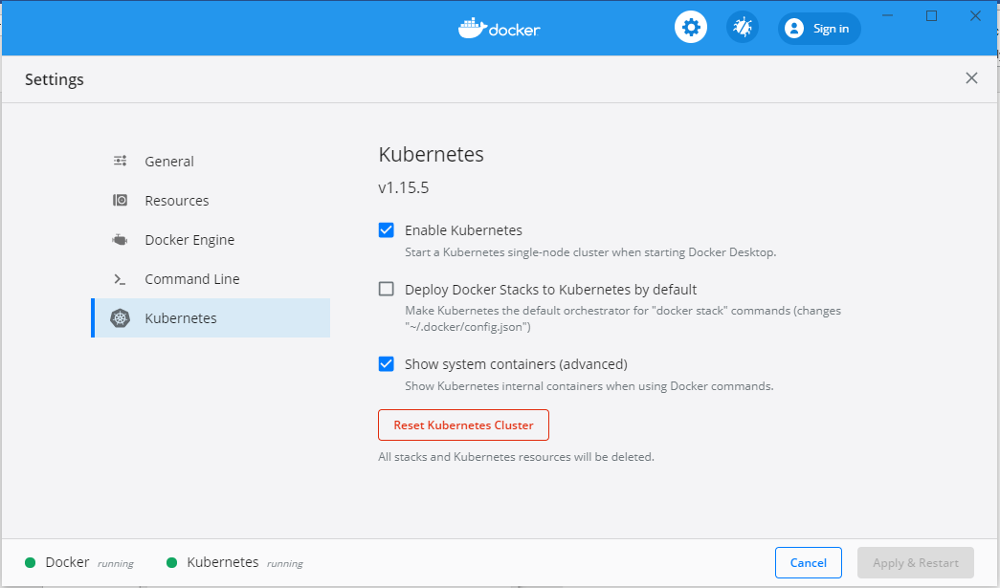 docker
Sign in
Settings
General
Resources
Docker Engine
Command Line
Kubernetes
Kubernetes
v1.15.5
Enable Kubernetes
Start a Kubernetes single-node cluster when starting Docker Desktop.
Deploy Docker Stacks to Kubernetes by default
Make Kubernetes the default orchestrator for "docker stack" commands (changes
"~/.docker/config.json")
Show system containers (advanced)
Show Kubernetes internal containers when using Docker commands.
Reset Kubernetes Cluster
All stacks and Kubernetes resources will be deleted.
Docker running Kubernetes running
Cancel Apply & Restart